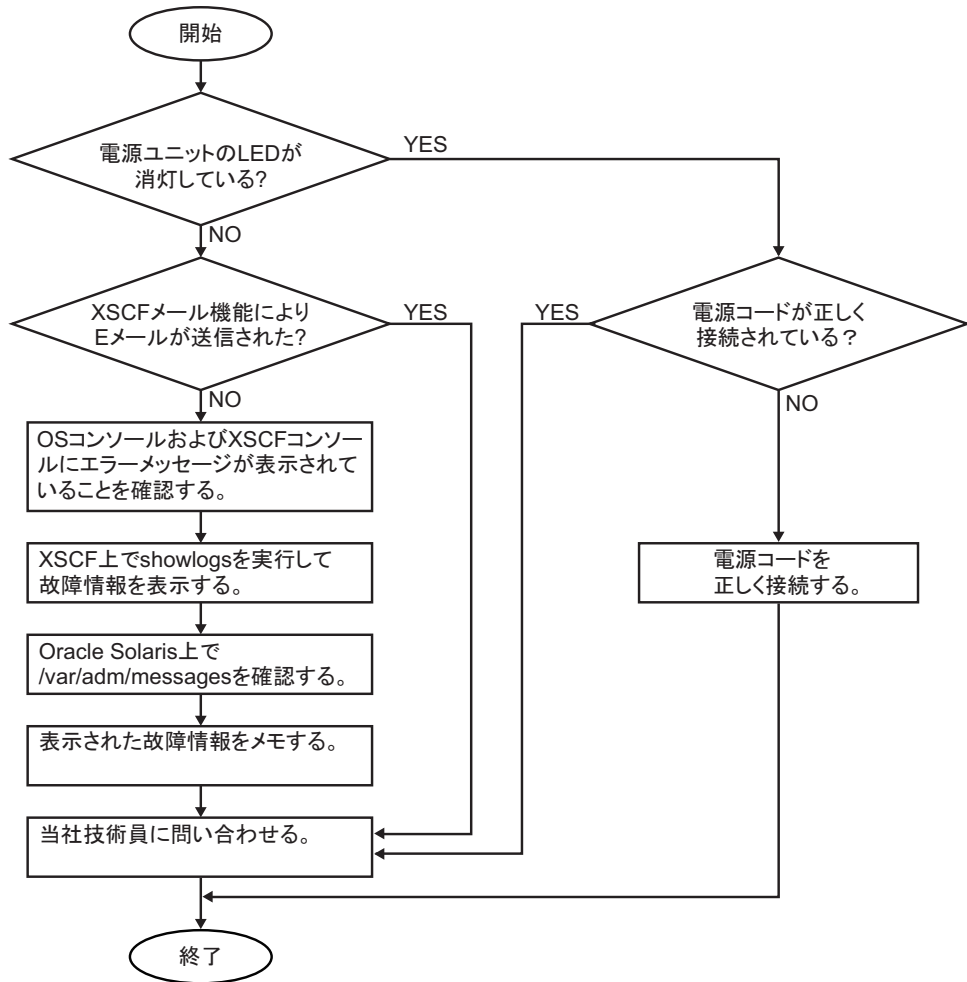 開始
電源ユニットのLEDが
消灯している?
YES
NO
XSCFメール機能により
Eメールが送信された?
YES
NO
電源コードが正しく
接続されている？
YES
NO
OSコンソールおよびXSCFコンソー
ルにエラーメッセージが表示されて
いることを確認する。
XSCF上でshowlogsを実行して
故障情報を表示する。
電源コードを
正しく接続する。
Oracle Solaris上で
/var/adm/messagesを確認する。
表示された故障情報をメモする。
当社技術員に問い合わせる。
終了